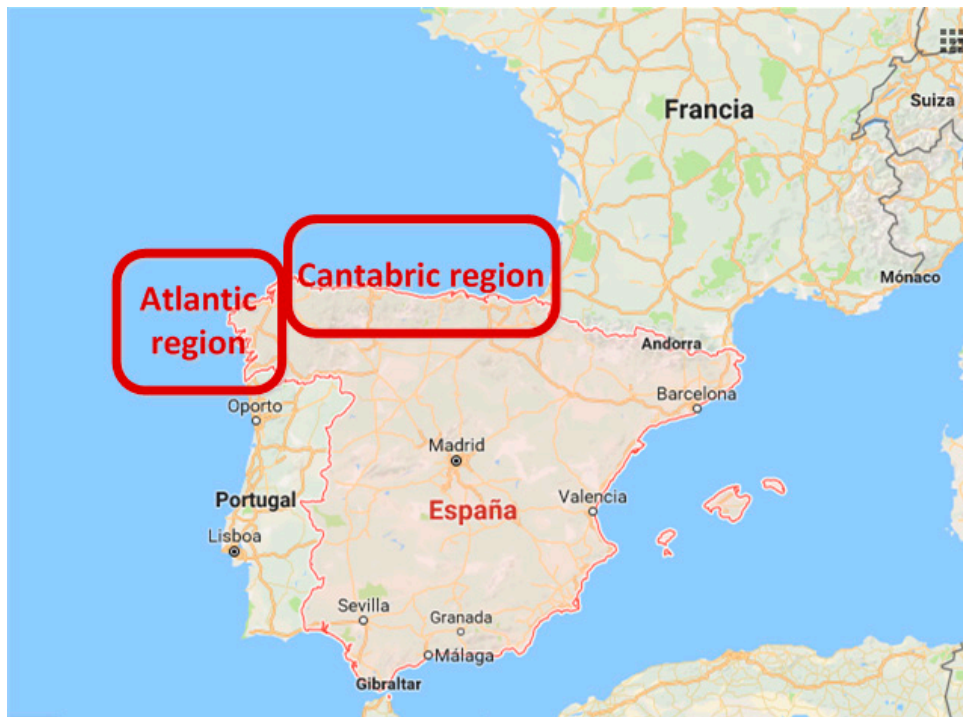 Francia
Suiza
Cantabric region
Atlantic
region
Mónaco
Andorra
Oporto
Barcelona
Madrid
Portugal
España
Valencia
Lisboa
Sevilla
Granada
Málaga
Gibraltar